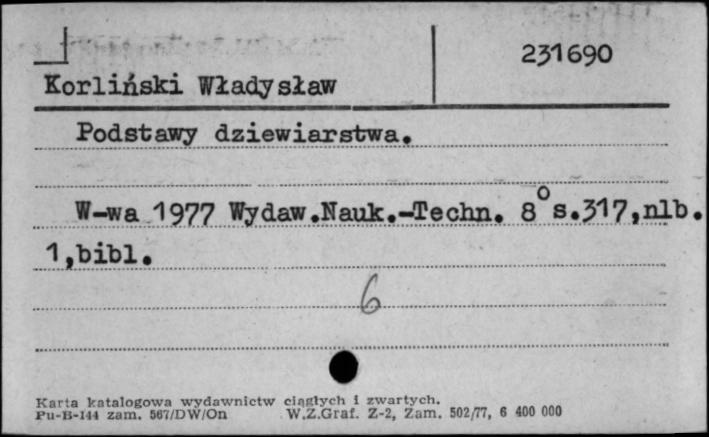 231690
Korliński Władysław
Podstawy dziewiarstwa.
W-wa 1977 Wydaw.Nauk.-Techn. 8° s.317,nlb.
1,bibl.
6
Karta katalogowa wydawnictw ciągłych i zwartych.
Pu-B-144 zam. 567/DW/On W.Z.Graf. Z-2, Zam. 502/77, 6 400 000